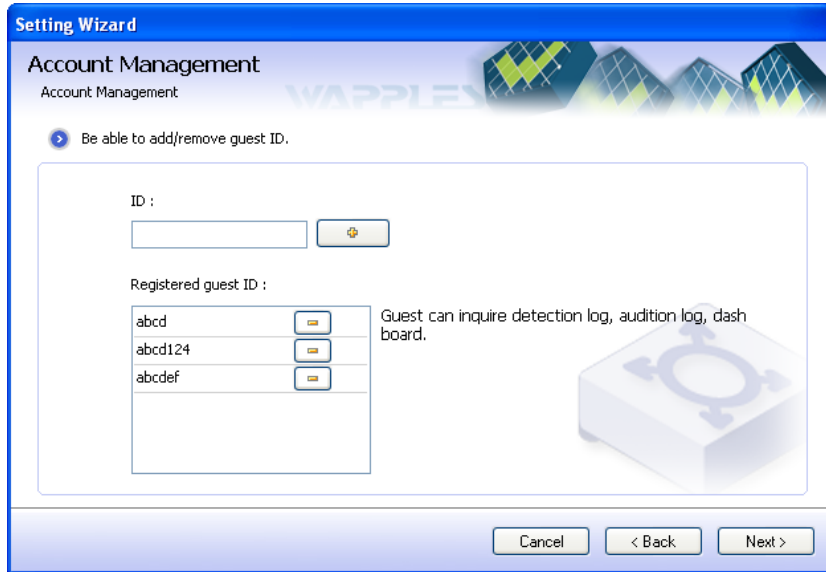 Setting Wizard
Account Management
Account Management
WAPPLES
Be able to add/remove guest ID.
ID :
Registered guest ID :
abcd
abcd124
abcdef
Guest can inquire detection log, audition log, dash
board.
Cancel
< Back
Next >